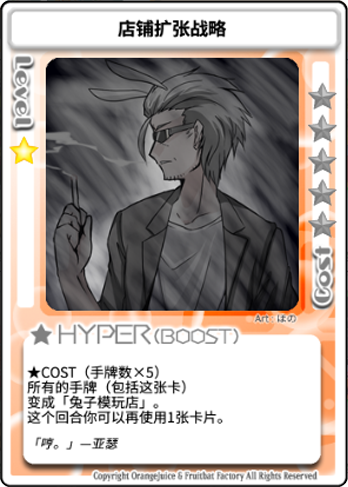 店铺扩张战略
Level
Cost
Art：ほの
HYPER(BOOST)
★COST（手牌数×5）
所有的手牌（包括这张卡）
变成「兔子模玩店」。
这个回合你可以再使用1张卡片。
「哼。」—亚瑟
Copyright OrangeJuice & Fruitbat Factory All Rights Reserved.